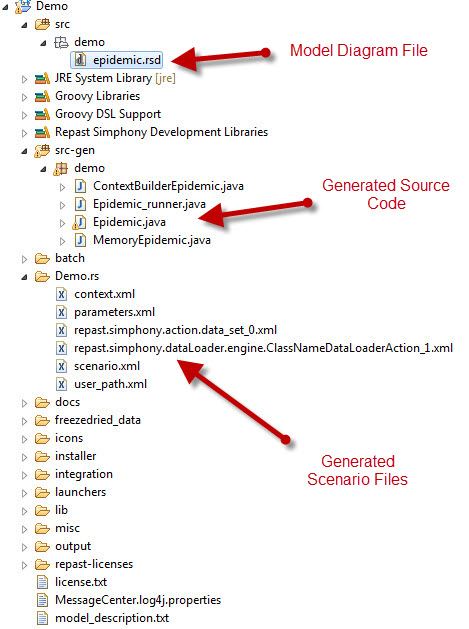 Demo
src
demo
epidemic.rsd
Model Diagram File
JRE System Library [jre]
Groovy Libraries
Groovy DSL Support
Repast Simphony Development Libraries
src-gen
demo
ContextBuilderEpidemic.java
Epidemic_runner.java
Epidemic.java
MemoryEpidemic.java
Generated Source
Code
batch
Demo.rs
context.xml
parameters.xml
repast.simphony.action.data_set_0.xml
repast.simphony.dataLoader.engine.ClassNameDataLoaderAction_1.xml
scenario.xml
user_path.xml
Generated
Scenario Files
docs
freezedried_data
icons
installer
integration
launchers
lib
misc
output
repast-licenses
license.txt
MessageCenter.log4j.properties
model_description.txt